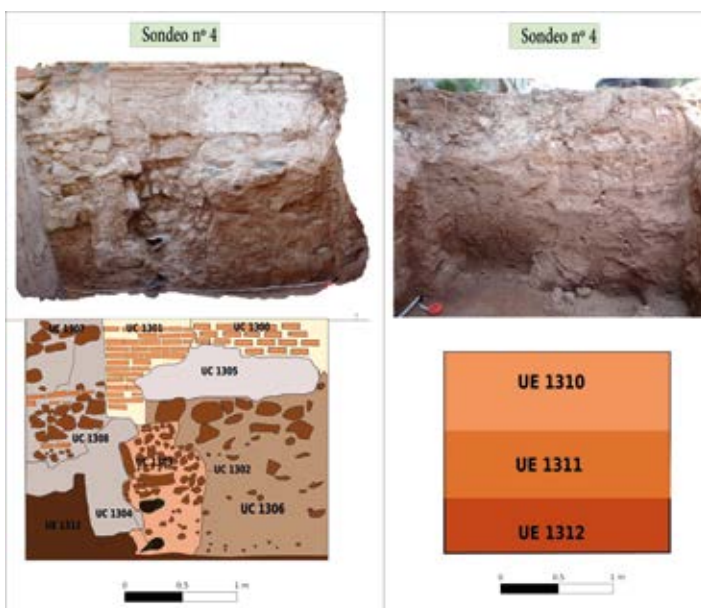 Sondeo nº 4
UC 1307
UC 1301
UC 1300
UC 1305
UC 1308
UC 1303
UC 1302
UC 1306
UC 1304
UE 1312
0 0.5 1 m
Sondeo nº 4
UE 1310
UE 1311
UE 1312
0 0.5 1 m